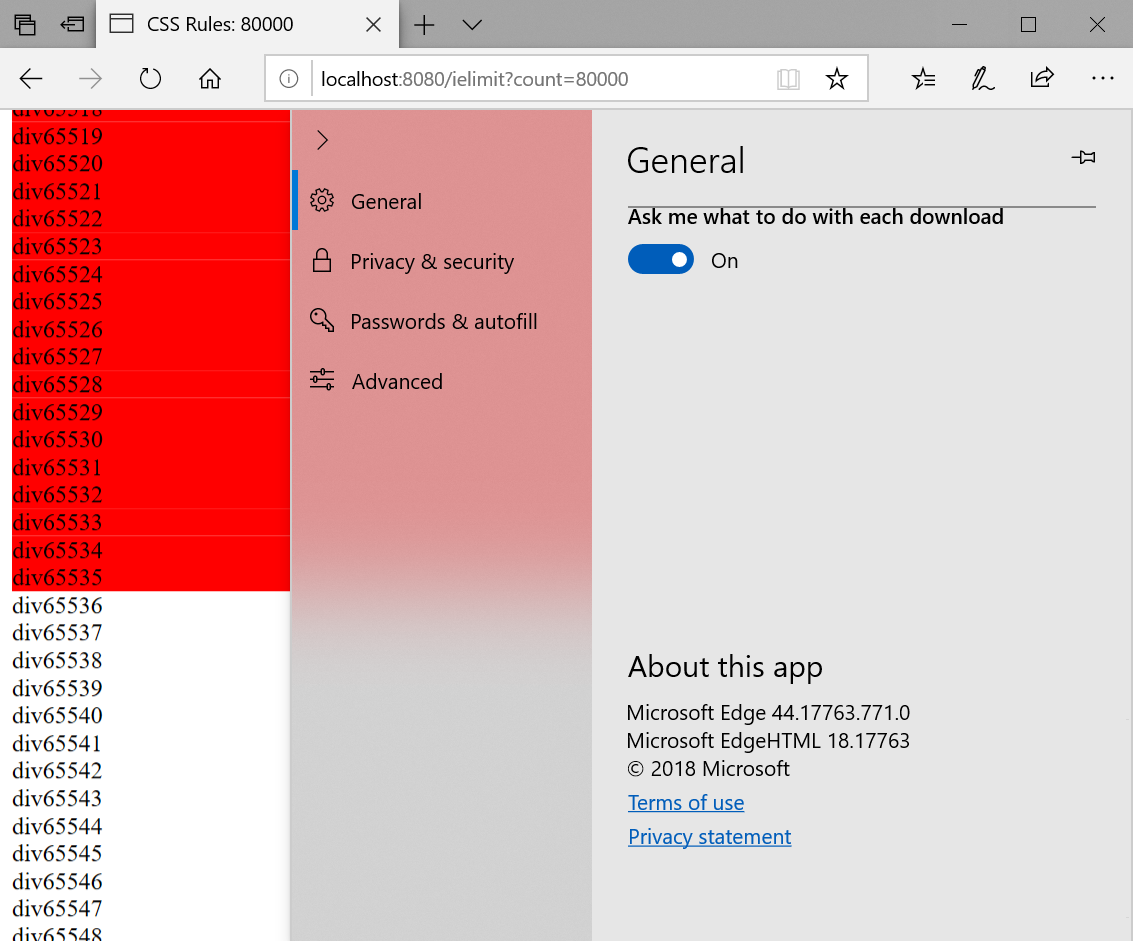 CSS Rules: 80000
localhost:8080/ielimit?count=80000
div65518
div65519
div65520
div65521
div65522
div65523
div65524
div65525
div65526
div65527
div65528
div65529
div65530
div65531
div65532
div65533
div65534
div65535
div65536
div65537
div65538
div65539
div65540
div65541
div65542
div65543
div65544
div65545
div65546
div65547
div65548
General
Privacy & security
Passwords & autofill
Advanced
General
Ask me what to do with each download
On
About this app
Microsoft Edge 44.17763.771.0
Microsoft EdgeHTML 18.17763
© 2018 Microsoft
Terms of use
Privacy statement